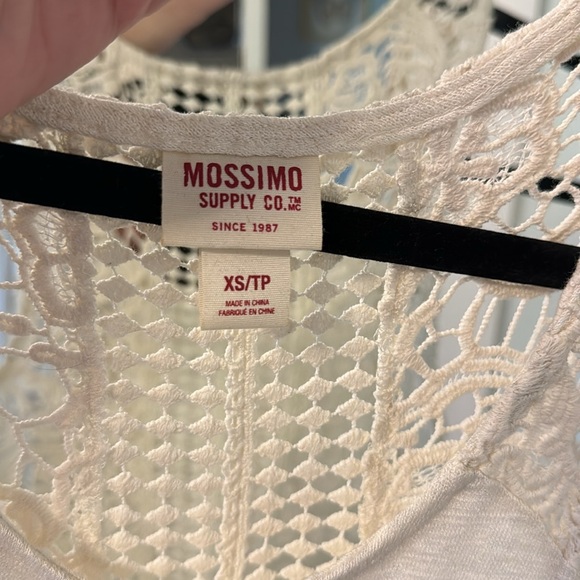 MOSSIMO
SUPPLY CO.™ MC
SINCE 1987
XS/TP
MADE IN CHINA
FABRIQUÉ EN CHINE